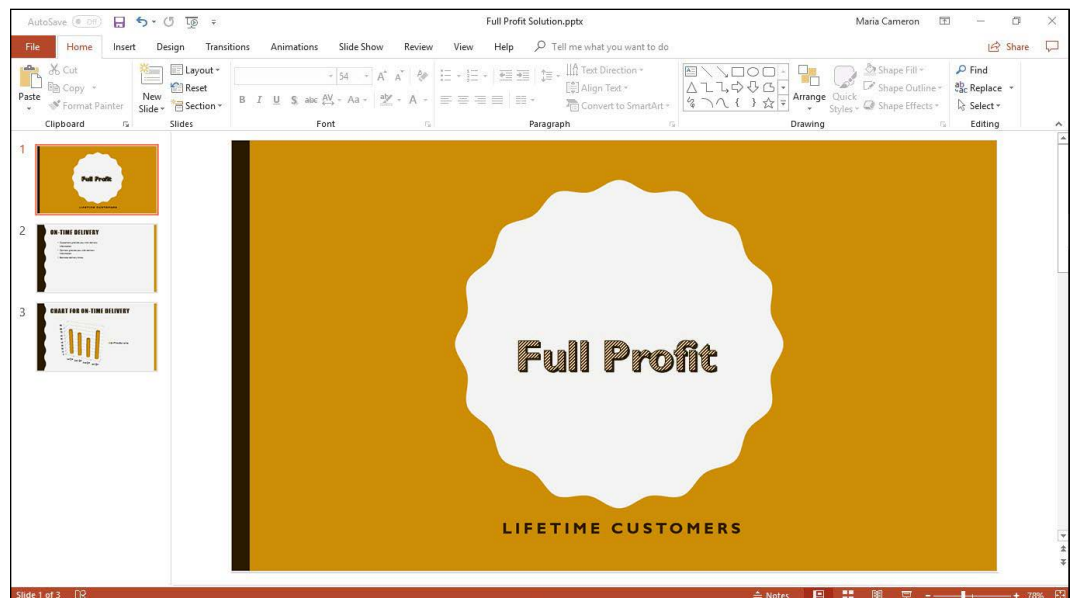 AutoSave Off Full Profit Solution.pptx Maria Cameron
File Home Insert Design Transitions Animations Slide Show Review View Help Tell me what you want to do Share
Cut
Copy
Format Painter
Paste
Clipboard
New
Slide
Layout
Reset
Section
Slides
54 A A
B I U S abc AV Aa A
Font
Text Direction
Align Text
Convert to SmartArt
Paragraph
Arrange
Quick
Styles
Shape Fill
Shape Outline
Shape Effects
Drawing
Find
Replace
Select
Editing
1
Full Profit
LIFETIME CUSTOMERS
2
ON-TIME DELIVERY
3
CHART FOR ON-TIME DELIVERY
Full Profit
LIFETIME CUSTOMERS
Slide 1 of 3 Notes 78%